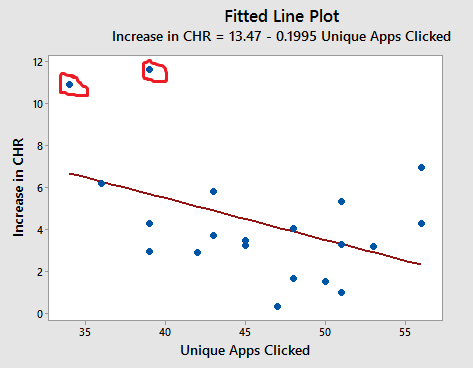 Fitted Line Plot
Increase in CHR = 13.47 - 0.1995 Unique Apps Clicked
12
10
8
6
4
2
0
Increase in CHR
35 40 45 50 55
Unique Apps Clicked